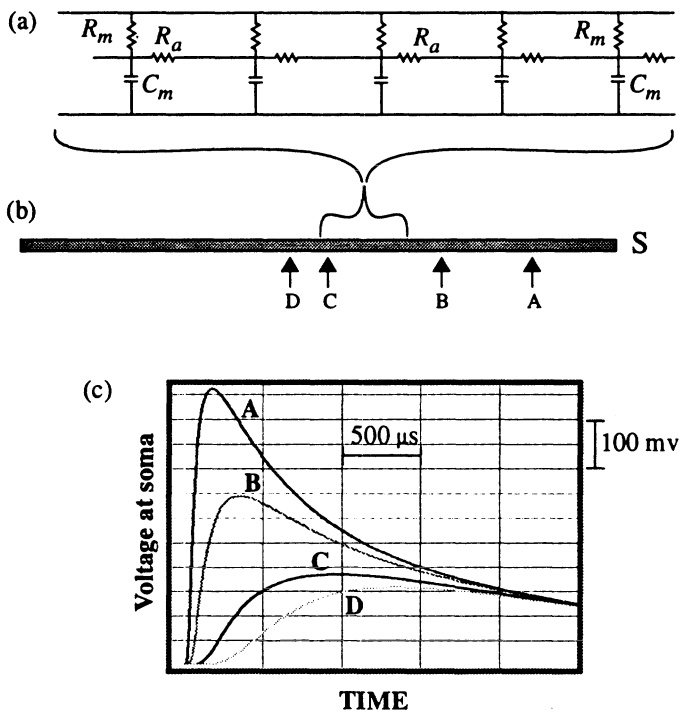 (a)
R_m R_a R_a R_m
C_m C_m
(b)
S
D C B A
(c)
A
500 µs
100 mv
B
C
D
Voltage at soma
TIME